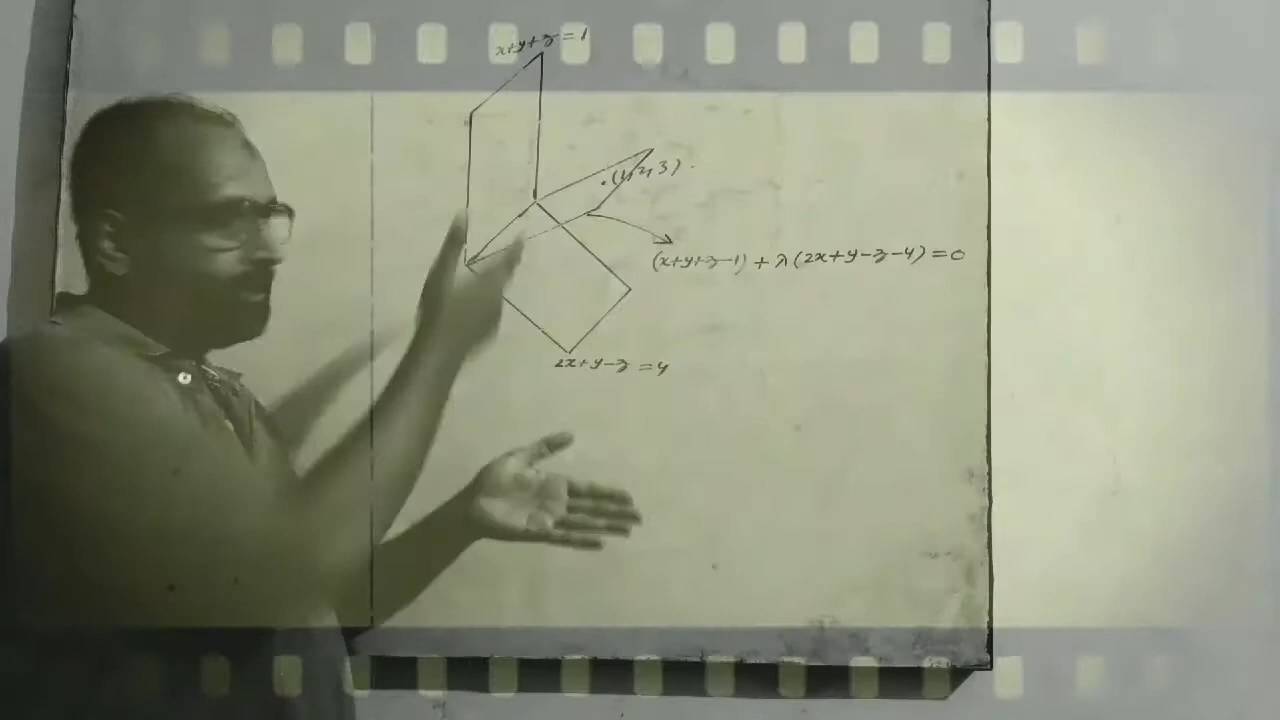 x+y+z=1
.(1,2,3).
(x+y+z-1)+λ(2x+y-z-4)=0
2x+y-z=4